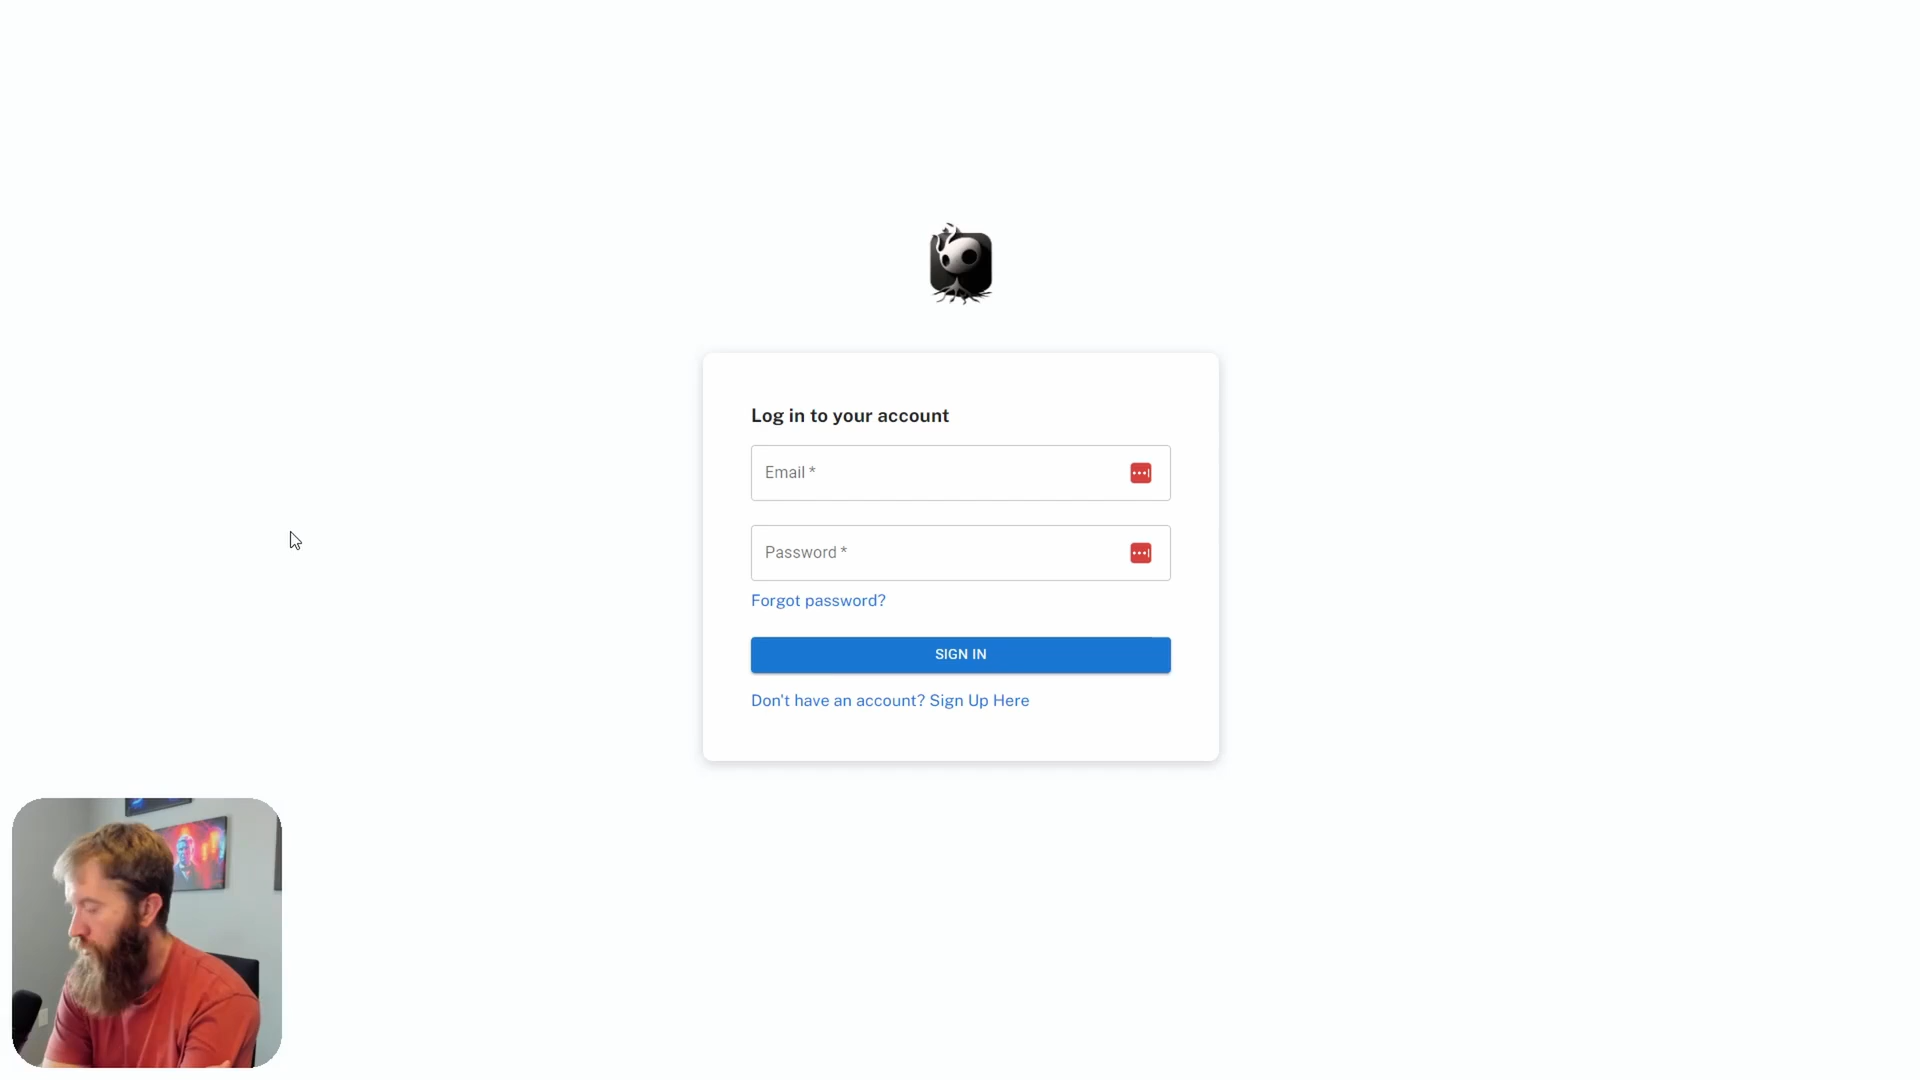 Log in to your account
Email *
Password *
Forgot password?
SIGN IN
Don't have an account? Sign Up Here